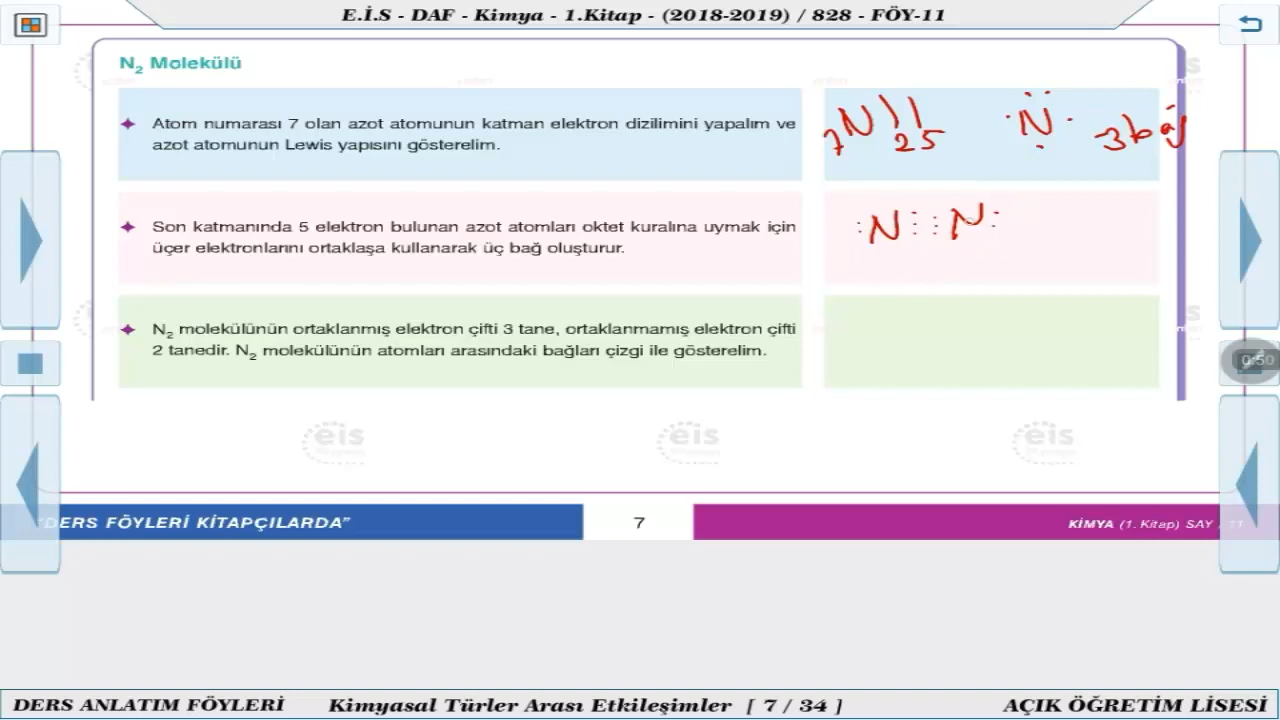 E.İ.S - DAF - Kimya - 1.Kitap - (2018-2019) / 828 - FÖY-11
N2 Molekülü
Atom numarası 7 olan azot atomunun katman elektron dizilimini yapalım ve
azot atomunun Lewis yapısını gösterelim.
7N 2 5 N 3 bağ
Son katmanında 5 elektron bulunan azot atomları oktet kuralına uymak için
üçer elektronlarını ortaklaşa kullanarak üç bağ oluşturur.
:N⋮⋮N:
N2 molekülünün ortaklanmış elektron çifti 3 tane, ortaklanmamış elektron çifti
2 tanedir. N2 molekülünün atomları arasındaki bağları çizgi ile gösterelim.
0:50
eis eis eis
"DERS FÖYLERİ KİTAPÇILARDA"
7
KİMYA (1. Kitap) SAY
DERS ANLATIM FÖYLERİ
Kimyasal Türler Arası Etkileşimler [ 7 / 34 ]
AÇIK ÖĞRETİM LİSESİ